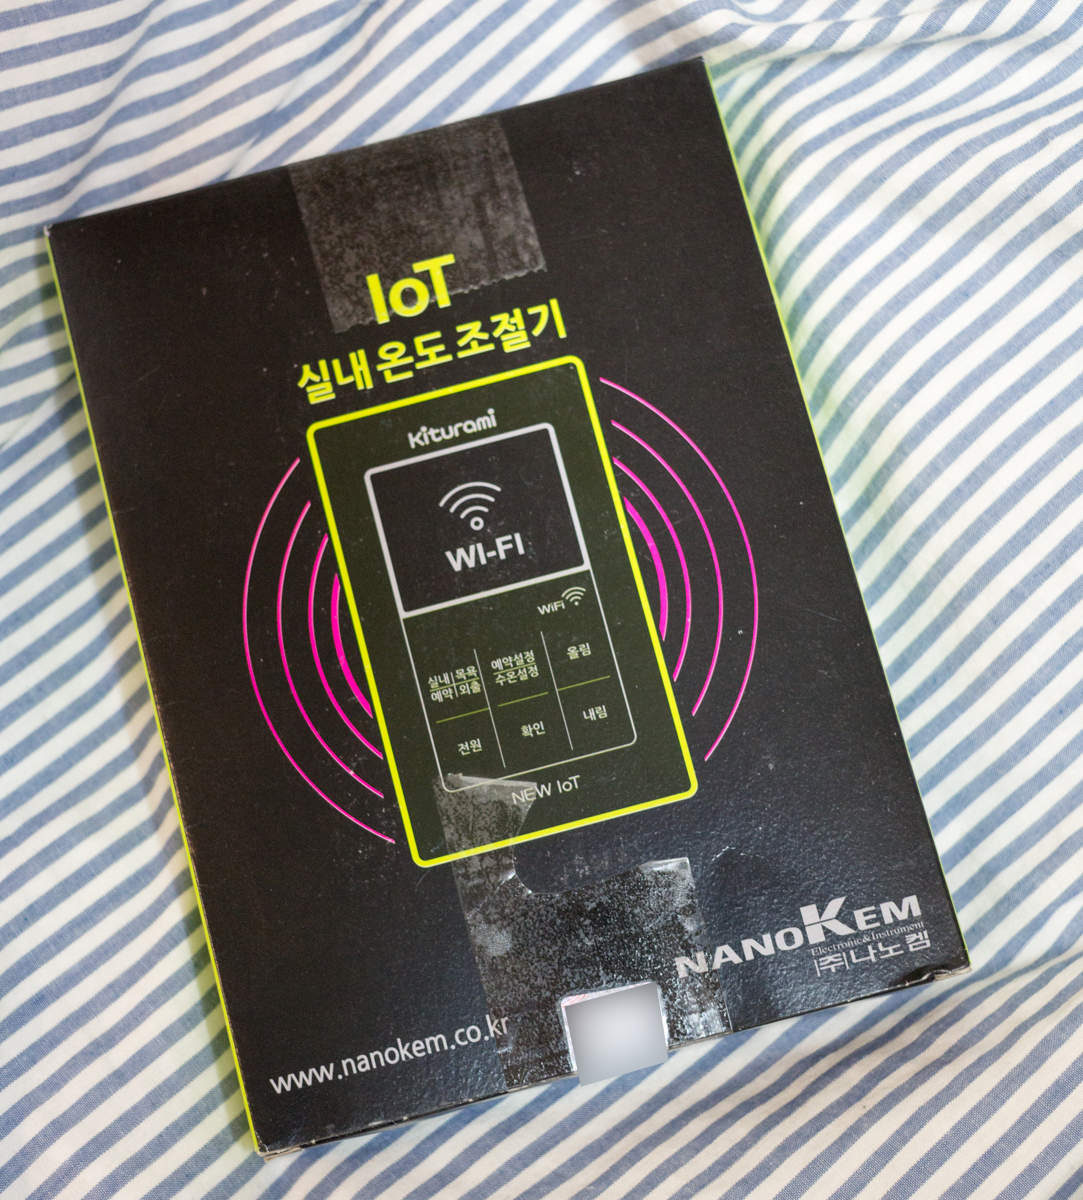 IoT
실내 온도 조절기
Kiturami
WI-FI
WiFi
실내 목욕 예약설정 올림
예약 외출 수온설정
전원 확인 내림
NEW IoT
NANOKEM
Electronic & Instrument
(주)나노켐
www.nanokem.co.kr